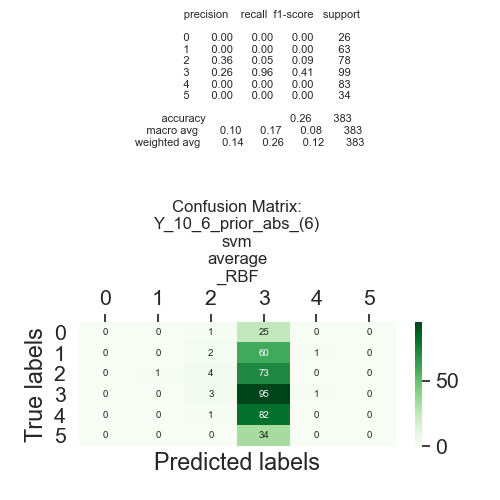 precision recall f1-score support
0 0.00 0.00 0.00 26
1 0.00 0.00 0.00 63
2 0.36 0.05 0.09 78
3 0.26 0.96 0.41 99
4 0.00 0.00 0.00 83
5 0.00 0.00 0.00 34
accuracy 0.26 383
macro avg 0.10 0.17 0.08 383
weighted avg 0.14 0.26 0.12 383
Confusion Matrix:
Y_10_6_prior_abs_(6)
svm
average
_RBF
0 1 2 3 4 5
True labels
0 0 0 1 25 0 0
1 0 0 2 60 1 0
2 0 1 4 73 0 0
3 0 0 3 95 1 0
4 0 0 1 82 0 0
5 0 0 0 34 0 0
Predicted labels
50
0